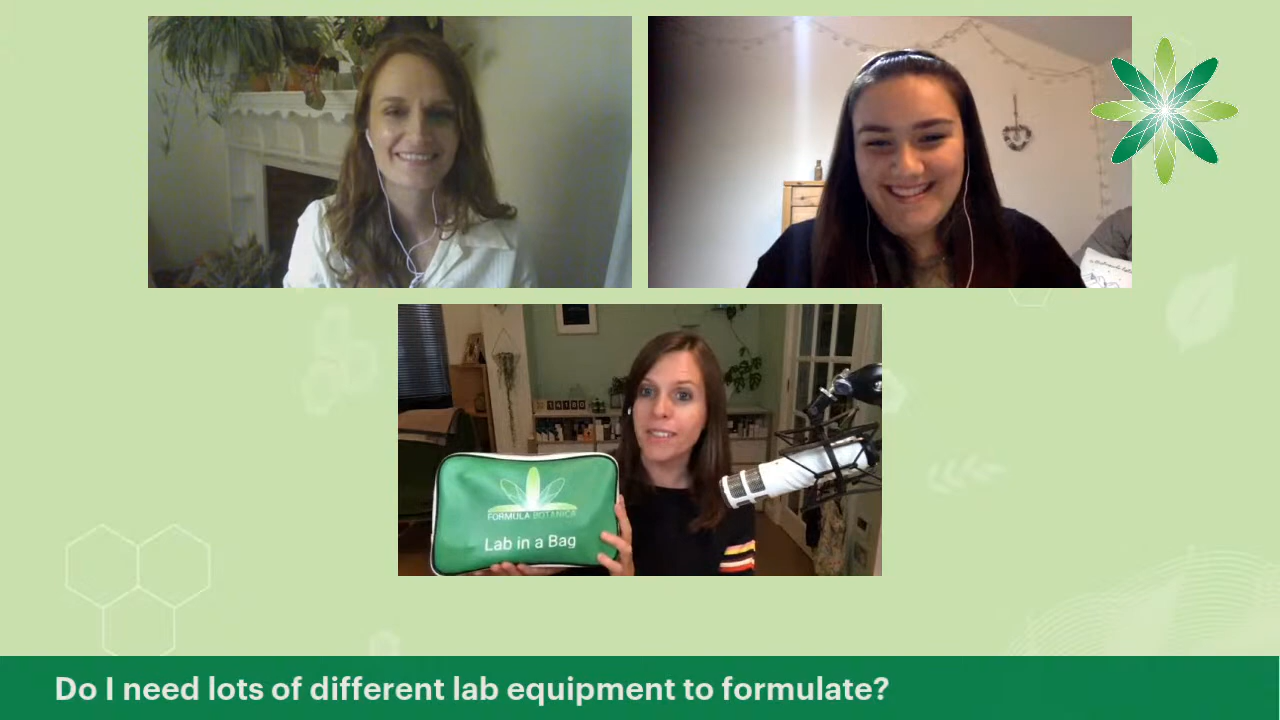 FORMULA BOTANICA
Lab in a Bag
Do I need lots of different lab equipment to formulate?